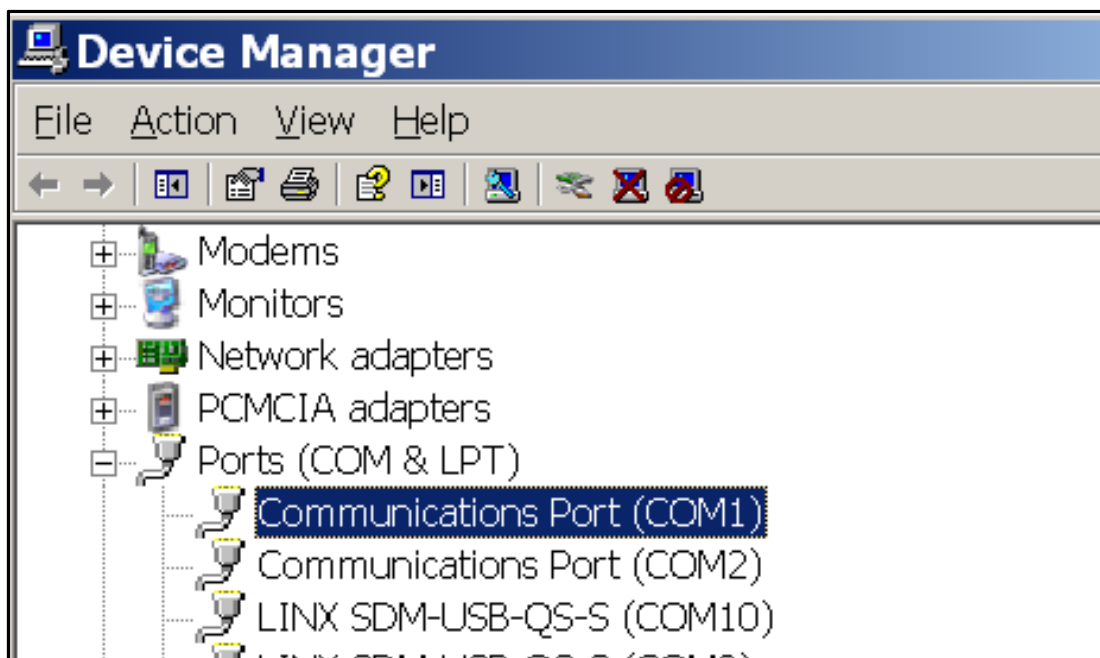 Device Manager
File Action View Help
Modems
Monitors
Network adapters
PCMCIA adapters
Ports (COM & LPT)
Communications Port (COM1)
Communications Port (COM2)
LINX SDM-USB-QS-S (COM10)